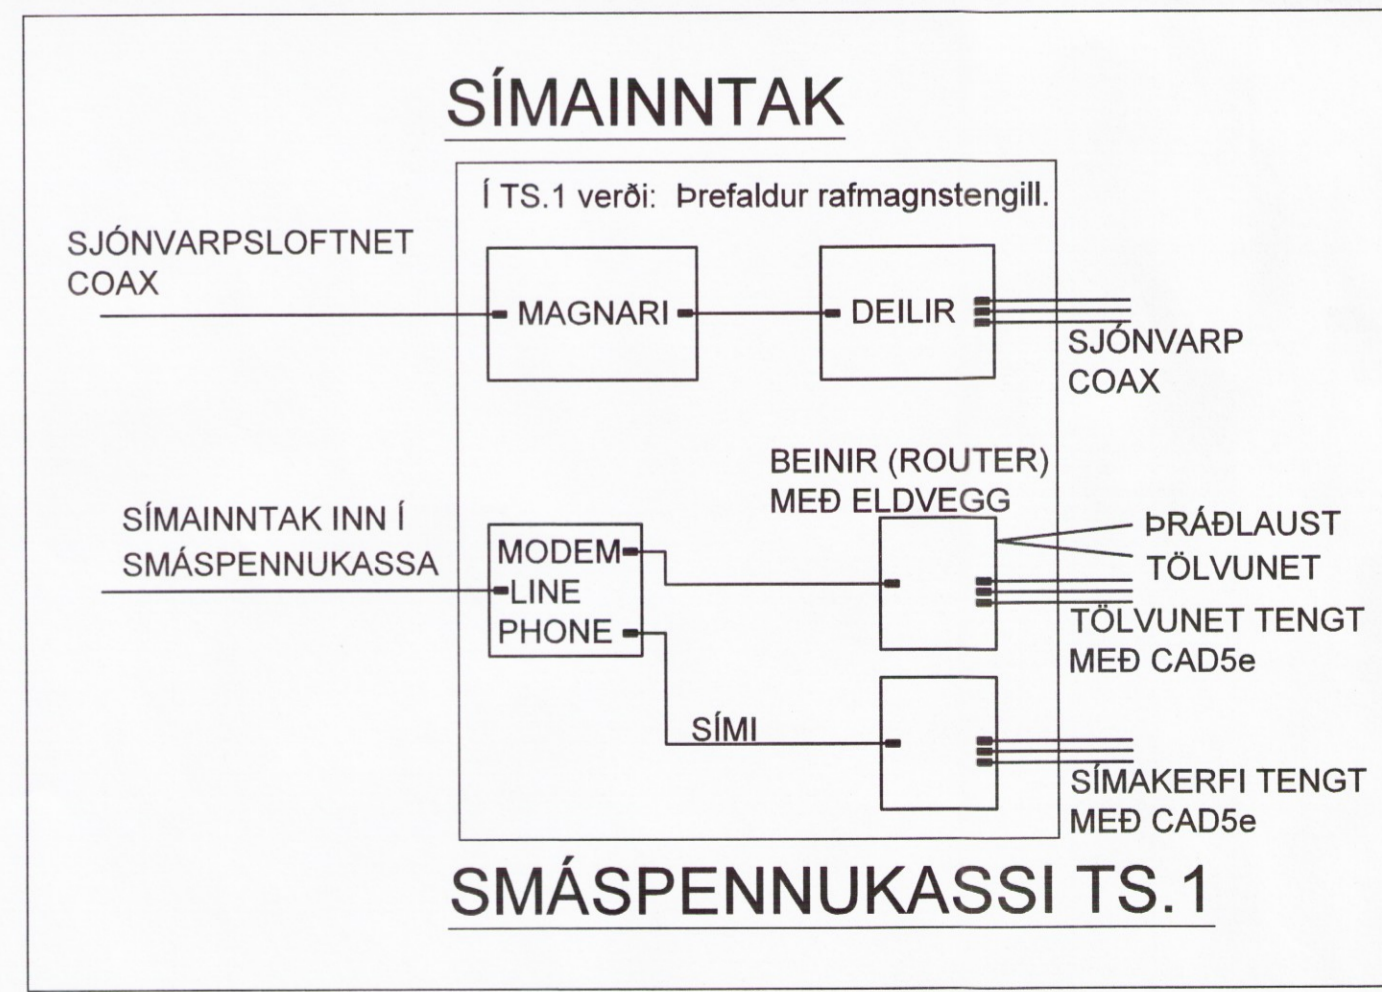 SÍMAINNTAK
Í TS.1 verði: Þrefaldur rafmagnstengill.
SJÓNVARPSLOFTNET
COAX
MAGNARI
DEILIR
SJÓNVARP
COAX
BEINIR (ROUTER)
MEÐ ELDVEGG
SÍMAINNTAK INN Í
SMÁSPENNUKASSA
MODEM
LINE
PHONE
ÞRÁÐLAUST
TÖLVUNET
TÖLVUNET TENGT
MEÐ CAD5e
SÍMI
SÍMAKERFI TENGT
MEÐ CAD5e
SMÁSPENNUKASSI TS.1